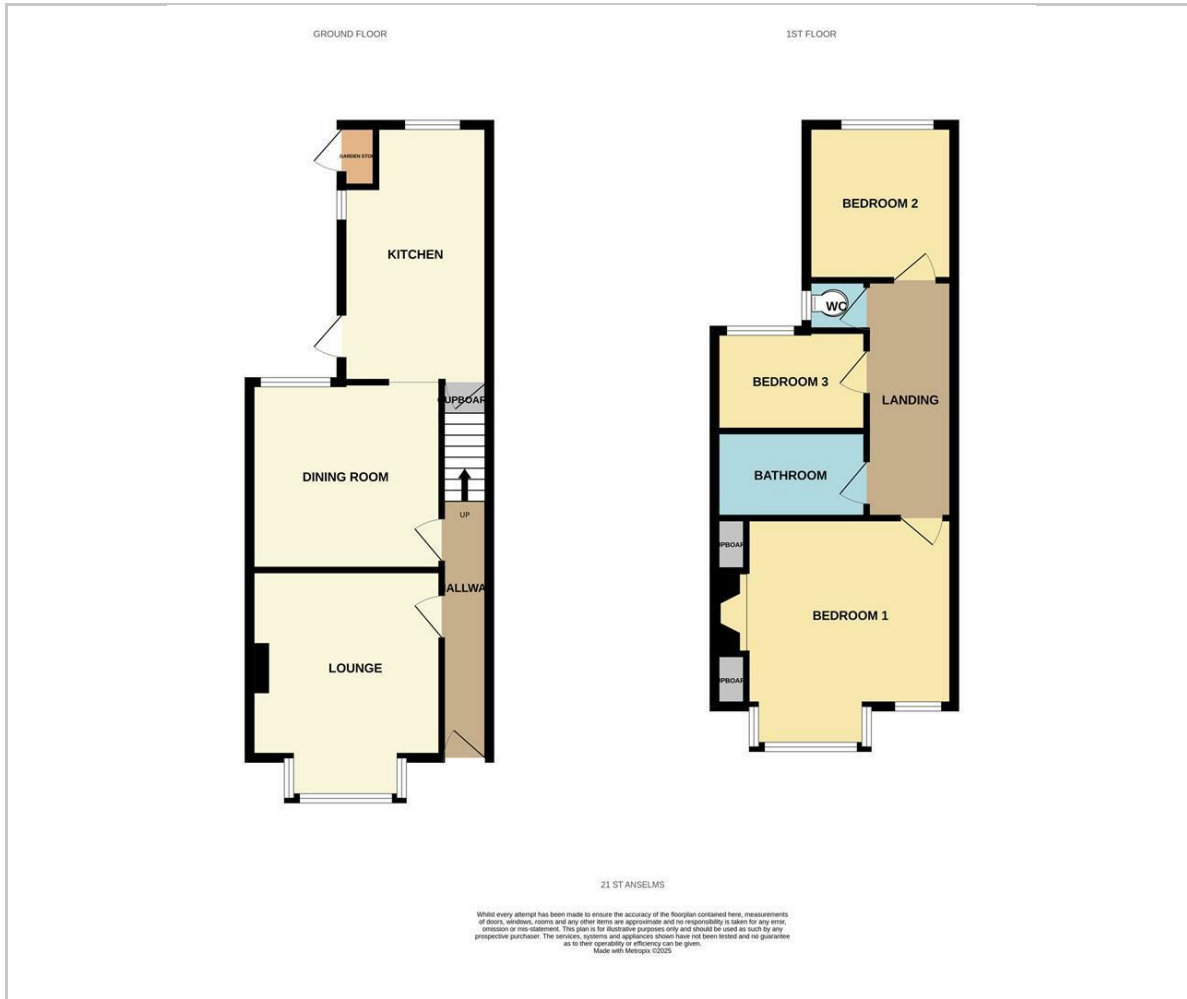 GROUND FLOOR
GARDEN STOR
KITCHEN
UPBOAR
DINING ROOM
UP
ALLWA
LOUNGE
1ST FLOOR
BEDROOM 2
WC
BEDROOM 3
LANDING
BATHROOM
PBOAR
BEDROOM 1
PBOAR
21 ST ANSELMS
Whilst every attempt has been made to ensure the accuracy of the floorplan contained here, measurements
of doors, windows, rooms and any other items are approximate and no responsibility is taken for any error,
omission or mis-statement. This plan is for illustrative purposes only and should be used as such by any
prospective purchaser. The services, systems and appliances shown have not been tested and no guarantee
as to their operability or efficiency can be given.
Made with Metropix ©2025